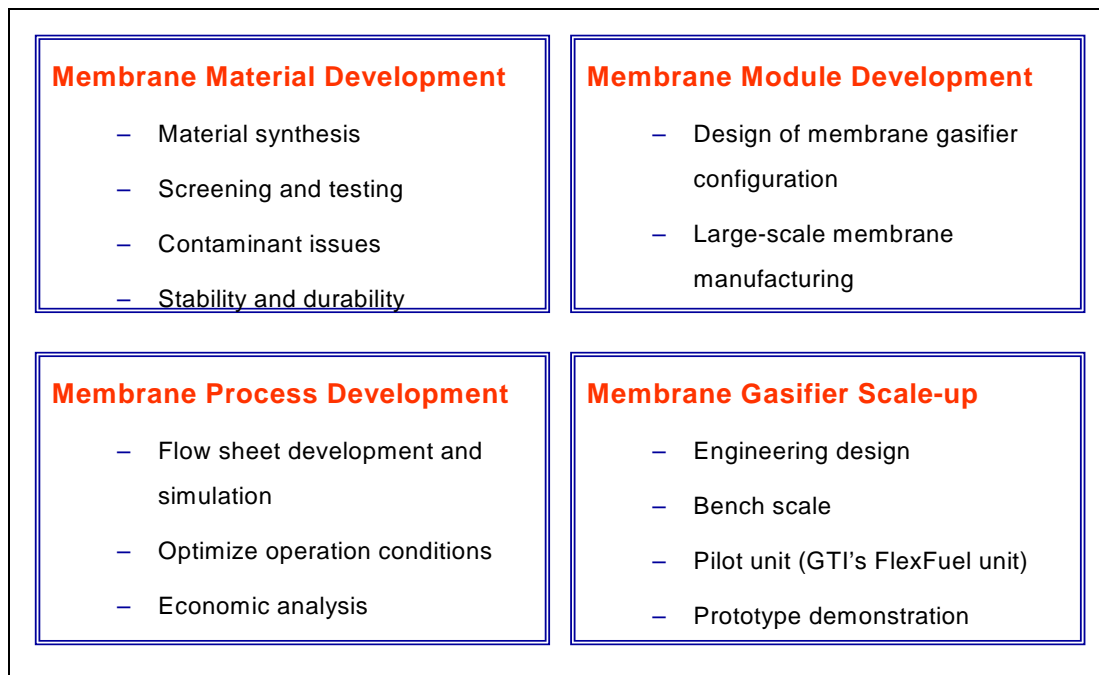 Membrane Material Development
– Material synthesis
– Screening and testing
– Contaminant issues
– Stability and durability
Membrane Module Development
– Design of membrane gasifier
configuration
– Large-scale membrane
manufacturing
Membrane Process Development
– Flow sheet development and
simulation
– Optimize operation conditions
– Economic analysis
Membrane Gasifier Scale-up
– Engineering design
– Bench scale
– Pilot unit (GTI's FlexFuel unit)
– Prototype demonstration